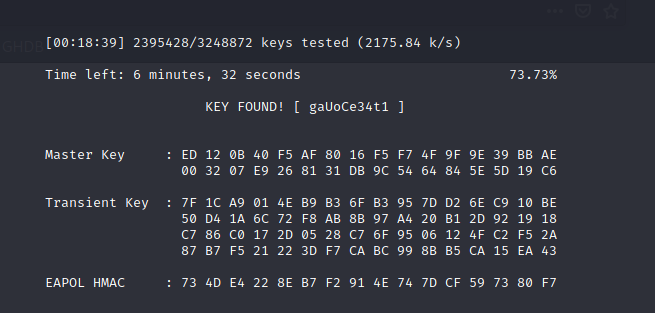 GHDB
[00:18:39] 2395428/3248872 keys tested (2175.84 k/s)
Time left: 6 minutes, 32 seconds 73.73%
KEY FOUND! [ gaUoCe34t1 ]
Master Key : ED 12 0B 40 F5 AF 80 16 F5 F7 4F 9F 9E 39 BB AE
00 32 07 E9 26 81 31 DB 9C 54 64 84 5E 5D 19 C6
Transient Key : 7F 1C A9 01 4E B9 B3 6F B3 95 7D D2 6E C9 10 BE
50 D4 1A 6C 72 F8 AB 8B 97 A4 20 B1 2D 92 19 18
C7 86 C0 17 2D 05 28 C7 6F 95 06 12 4F C2 F5 2A
87 B7 F5 21 22 3D F7 CA BC 99 8B B5 CA 15 EA 43
EAPOL HMAC : 73 4D E4 22 8E B7 F2 91 4E 74 7D CF 59 73 80 F7